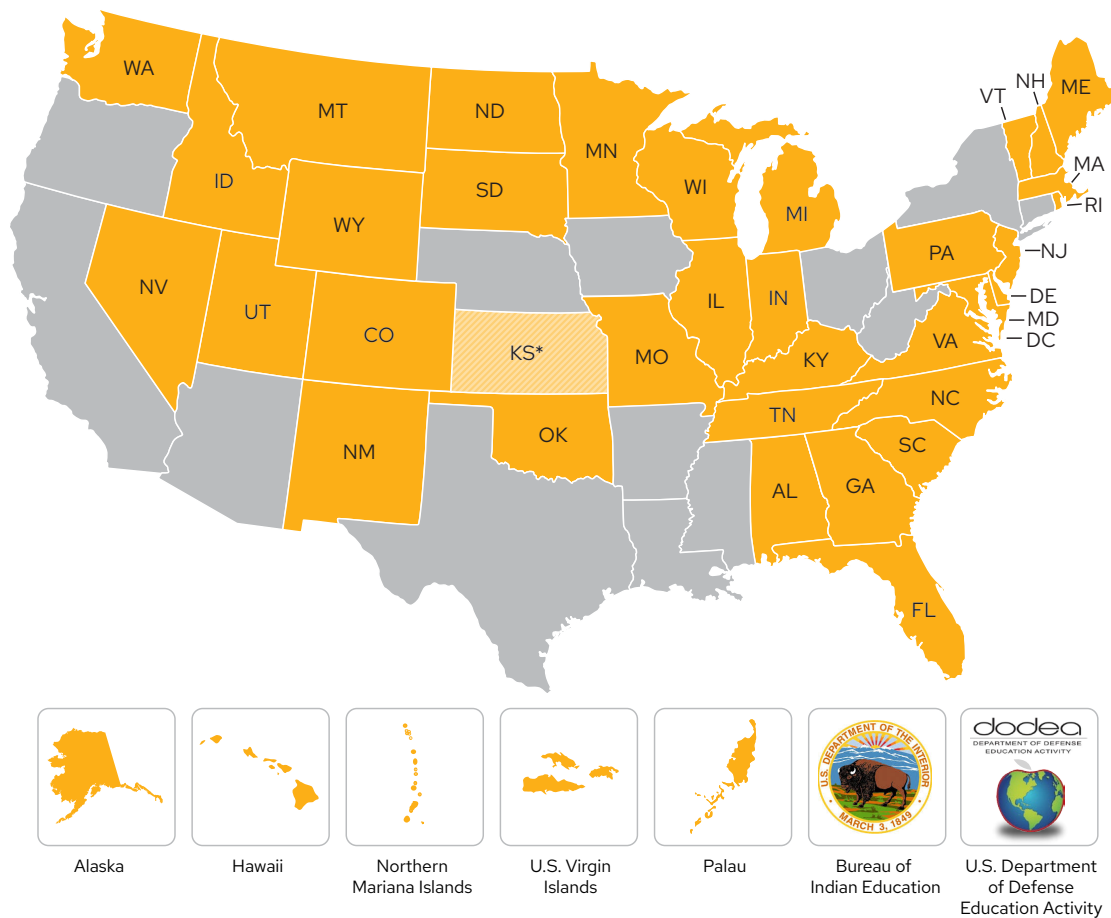 WA
MT
ND
MN
VT
NH
ME
ID
SD
WI
MI
MA
RI
WY
NV
UT
CO
KS*
MO
IL
IN
PA
NJ
DE
MD
DC
KY
VA
NM
OK
TN
NC
SC
AL
GA
FL
U.S. DEPARTMENT OF THE INTERIOR
MARCH 3, 1849
dodea
DEPARTMENT OF DEFENSE
EDUCATION ACTIVITY
Alaska
Hawaii
Northern
Mariana Islands
U.S. Virgin
Islands
Palau
Bureau of
Indian Education
U.S. Department
of Defense
Education Activity